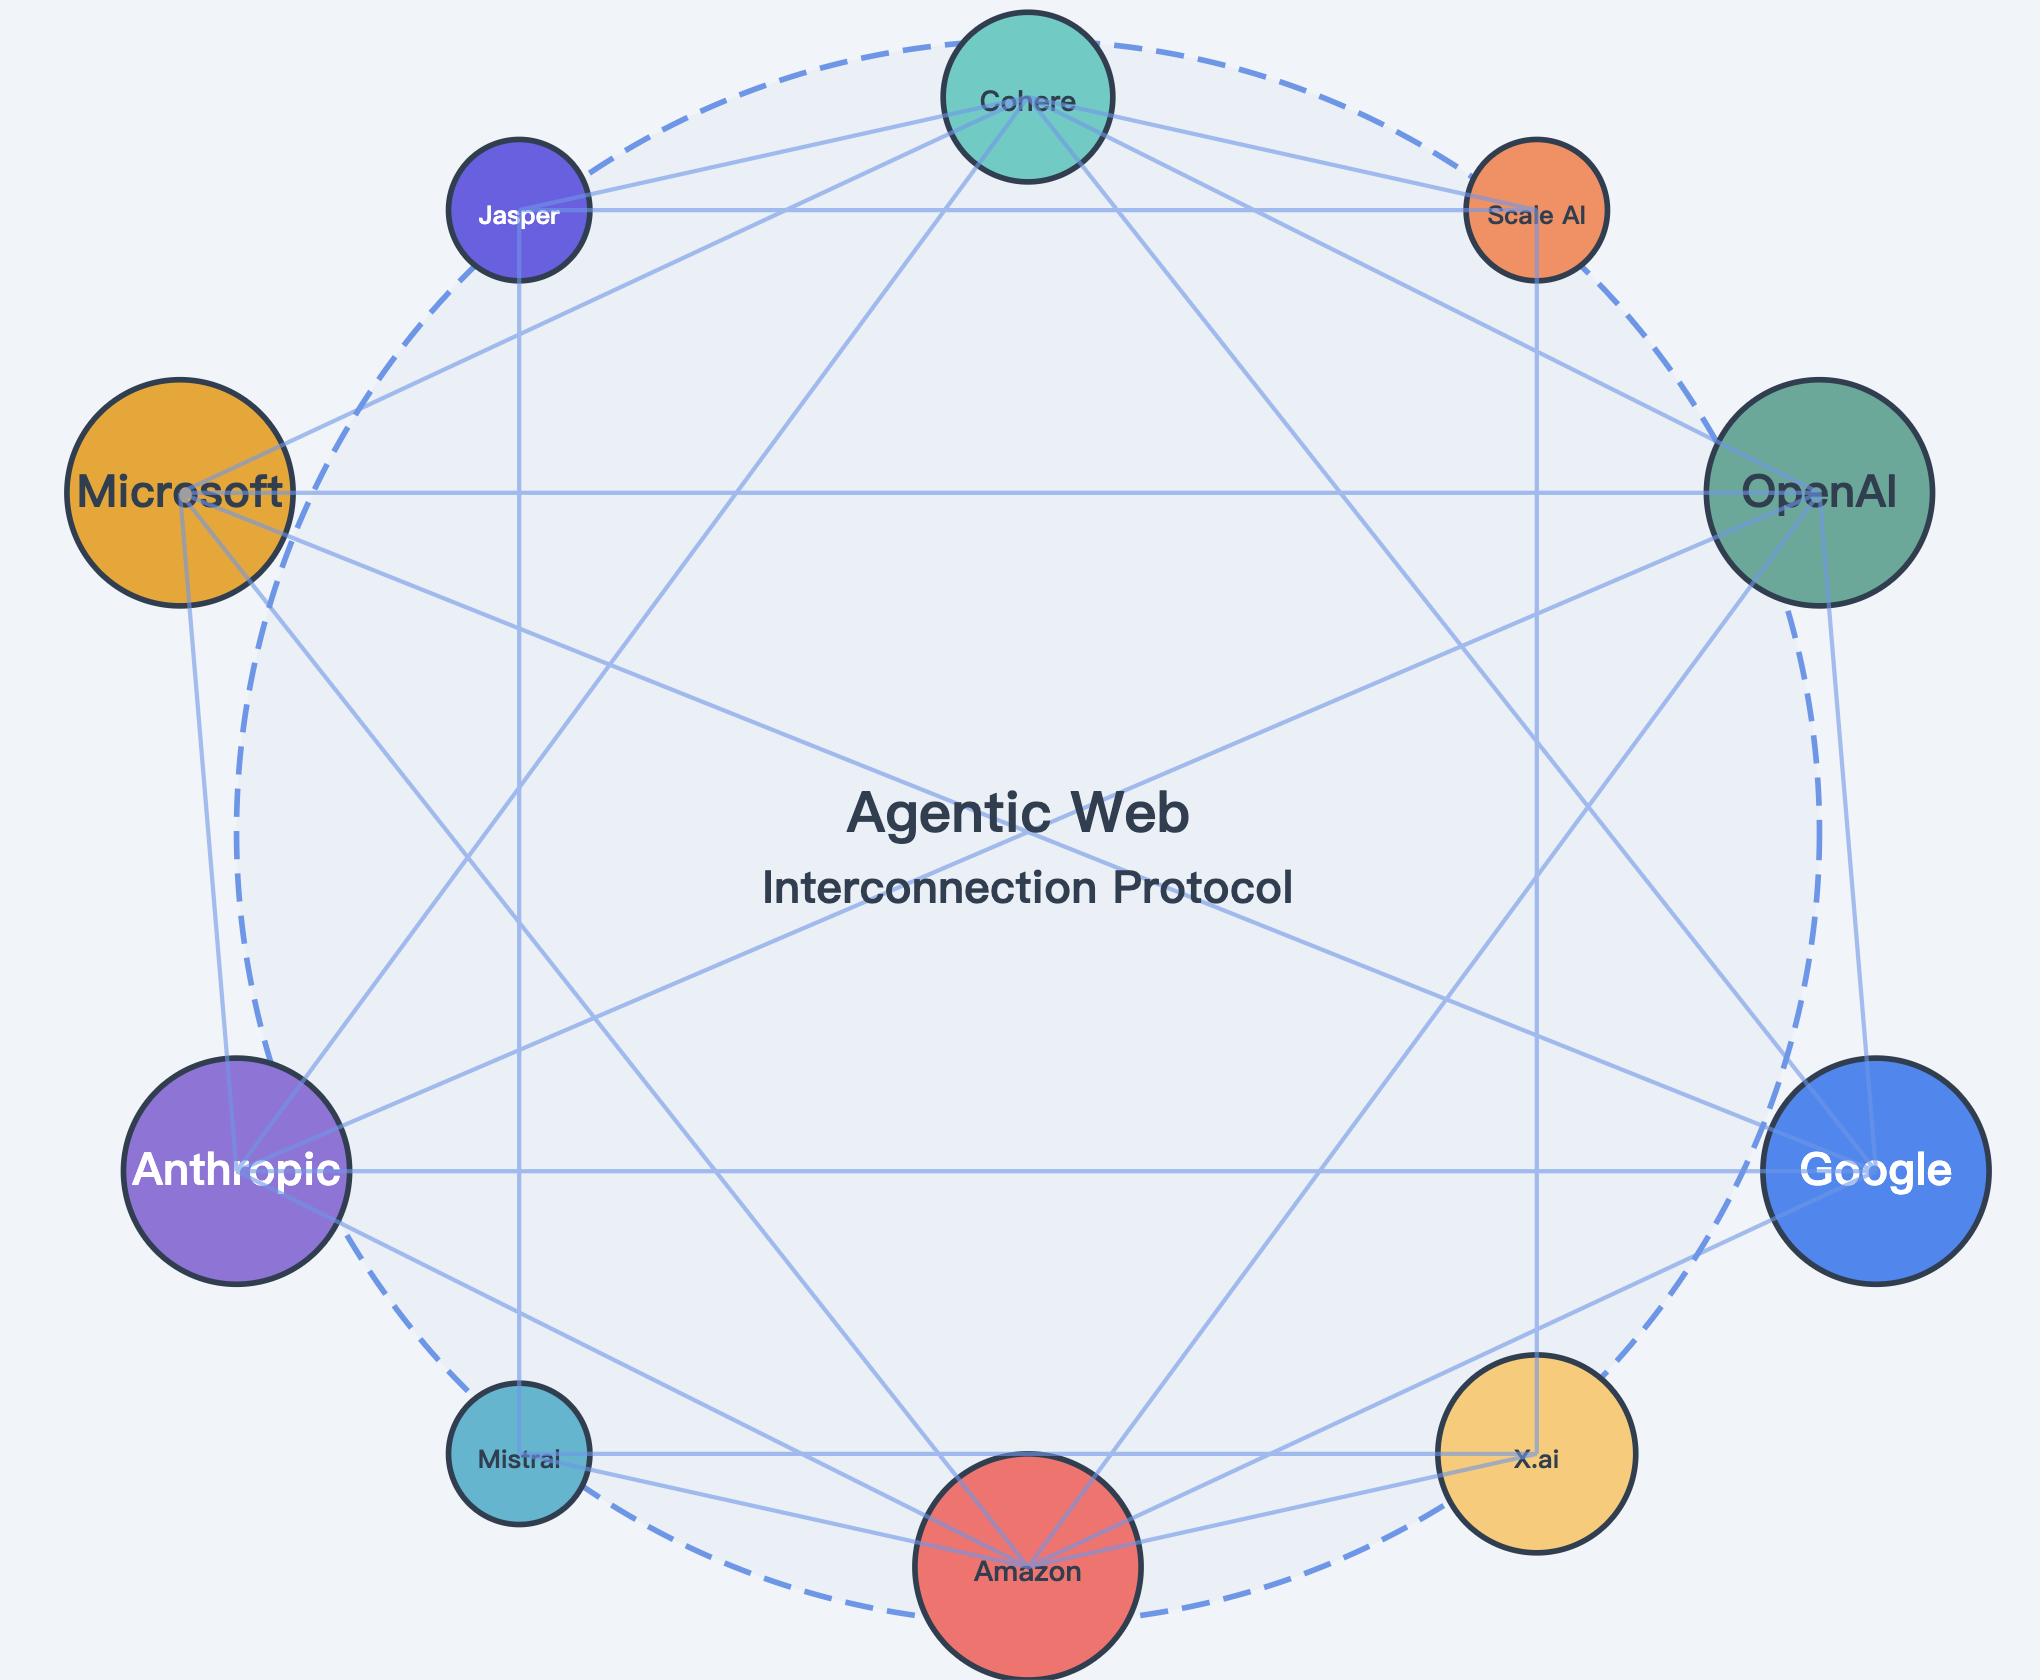 Cohere
Jasper
Scale AI
Microsoft
OpenAI
Agentic Web
Interconnection Protocol
Anthropic
Google
Mistral
X.ai
Amazon